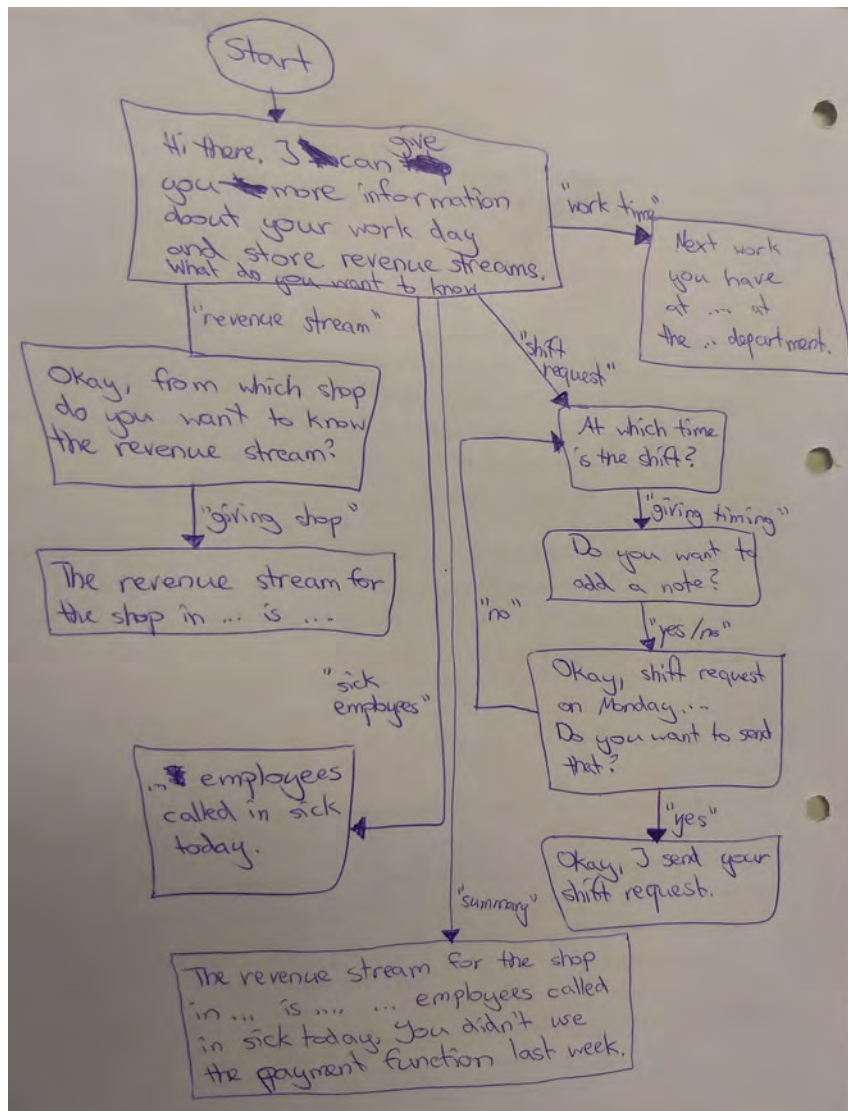 Start
Hi there, I can give
you more information
about your work day
and store revenue streams.
What do you want to know
"work time"
Next work
you have
at ... at
the .. department.
"revenue stream"
Okay, from which shop
do you want to know
the revenue stream?
"giving shop"
The revenue stream for
the shop in ... is ...
"shift
request"
At which time
is the shift?
"giving timing"
Do you want to
add a note?
"yes/no"
"no"
Okay, shift request
on Monday....
Do you want to send
that?
"yes"
Okay, I send your
shift request.
"sick
employees"
... employees
called in sick
today.
"summary"
The revenue stream for the shop
in ... is .... ... employees called
in sick today. You didn't use
the payment function last week.